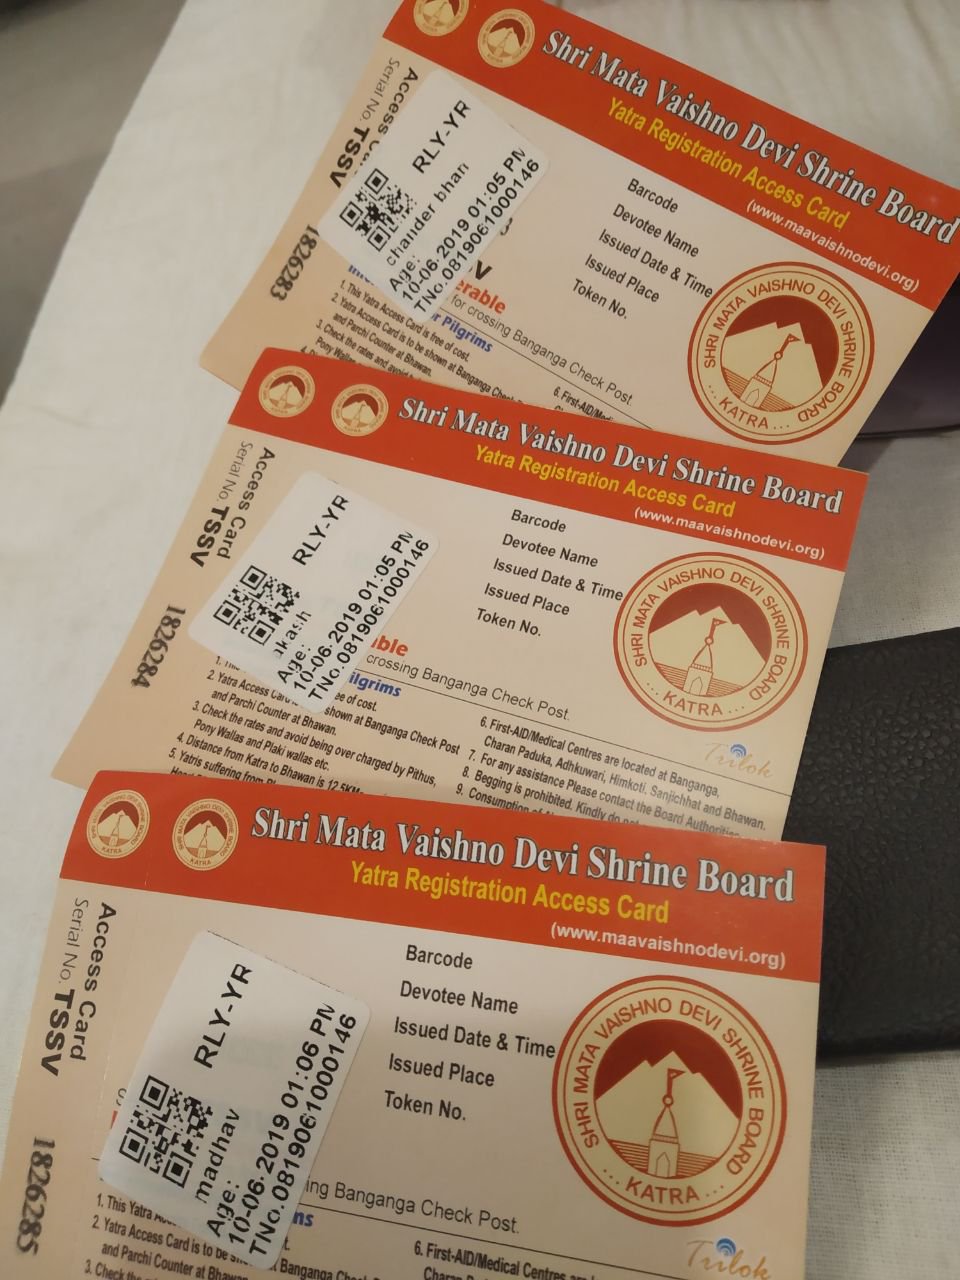 Shri Mata Vaishno Devi Shrine Board
Yatra Registration Access Card
(www.maavaishnodevi.org)
Access
Serial No. TSSV
1826283
RLY-YR
chander bhan
Age:
10-06-2019 01:05 PM
TNo.0819061000146
Barcode
Devotee Name
Issued Date & Time
Issued Place
Token No.
SHRI MATA VAISHNO DEVI SHRINE BOARD
... KATRA ...
for crossing Banganga Check Post.
Pilgrims
1. This Yatra Access Card is free of cost.
2. Yatra Access Card is to be shown at Banganga Check
and Parchi Counter at Bhawan.
3. Check the rates and avoid
Pony Wallas
6. First-AID/Medi
Shri Mata Vaishno Devi Shrine Board
Yatra Registration Access Card
(www.maavaishnodevi.org)
Access Card
Serial No. TSSV
1826284
RLY-YR
akash
Age:
10-06-2019 01:05 PM
TNo.0819061000146
Barcode
Devotee Name
Issued Date & Time
Issued Place
Token No.
SHRI MATA VAISHNO DEVI SHRINE BOARD
... KATRA ...
crossing Banganga Check Post.
ilgrims
ee of cost.
2. Yatra Access Card shown at Banganga Check Post
and Parchi Counter at Bhawan.
3. Check the rates and avoid being over charged by Pithus,
Pony Wallas and Plaki wallas etc.
4. Distance from Katra to Bhawan is 12.5KM
5. Yatris suffering from
6. First-AID/Medical Centres are located at Banganga,
Charan Paduka, Adhkuwari, Himkoti, Sanjichhat and Bhawan.
7. For any assistance Please contact the Board Authorities
8. Begging is prohibited. Kindly do not
9. Consumption of
Trilok
Shri Mata Vaishno Devi Shrine Board
Yatra Registration Access Card
(www.maavaishnodevi.org)
Access Card
Serial No. TSSV
1826285
RLY-YR
madhav
Age:
10-06-2019 01:06 PM
TNo.0819061000146
Barcode
Devotee Name
Issued Date & Time
Issued Place
Token No.
SHRI MATA VAISHNO DEVI SHRINE BOARD
... KATRA ...
ing Banganga Check Post.
1. This Yatra
2. Yatra Access Card is to be
and Parchi Counter at Bhawan
3. Check the
6. First-AID/Medical Centres are
Trilok